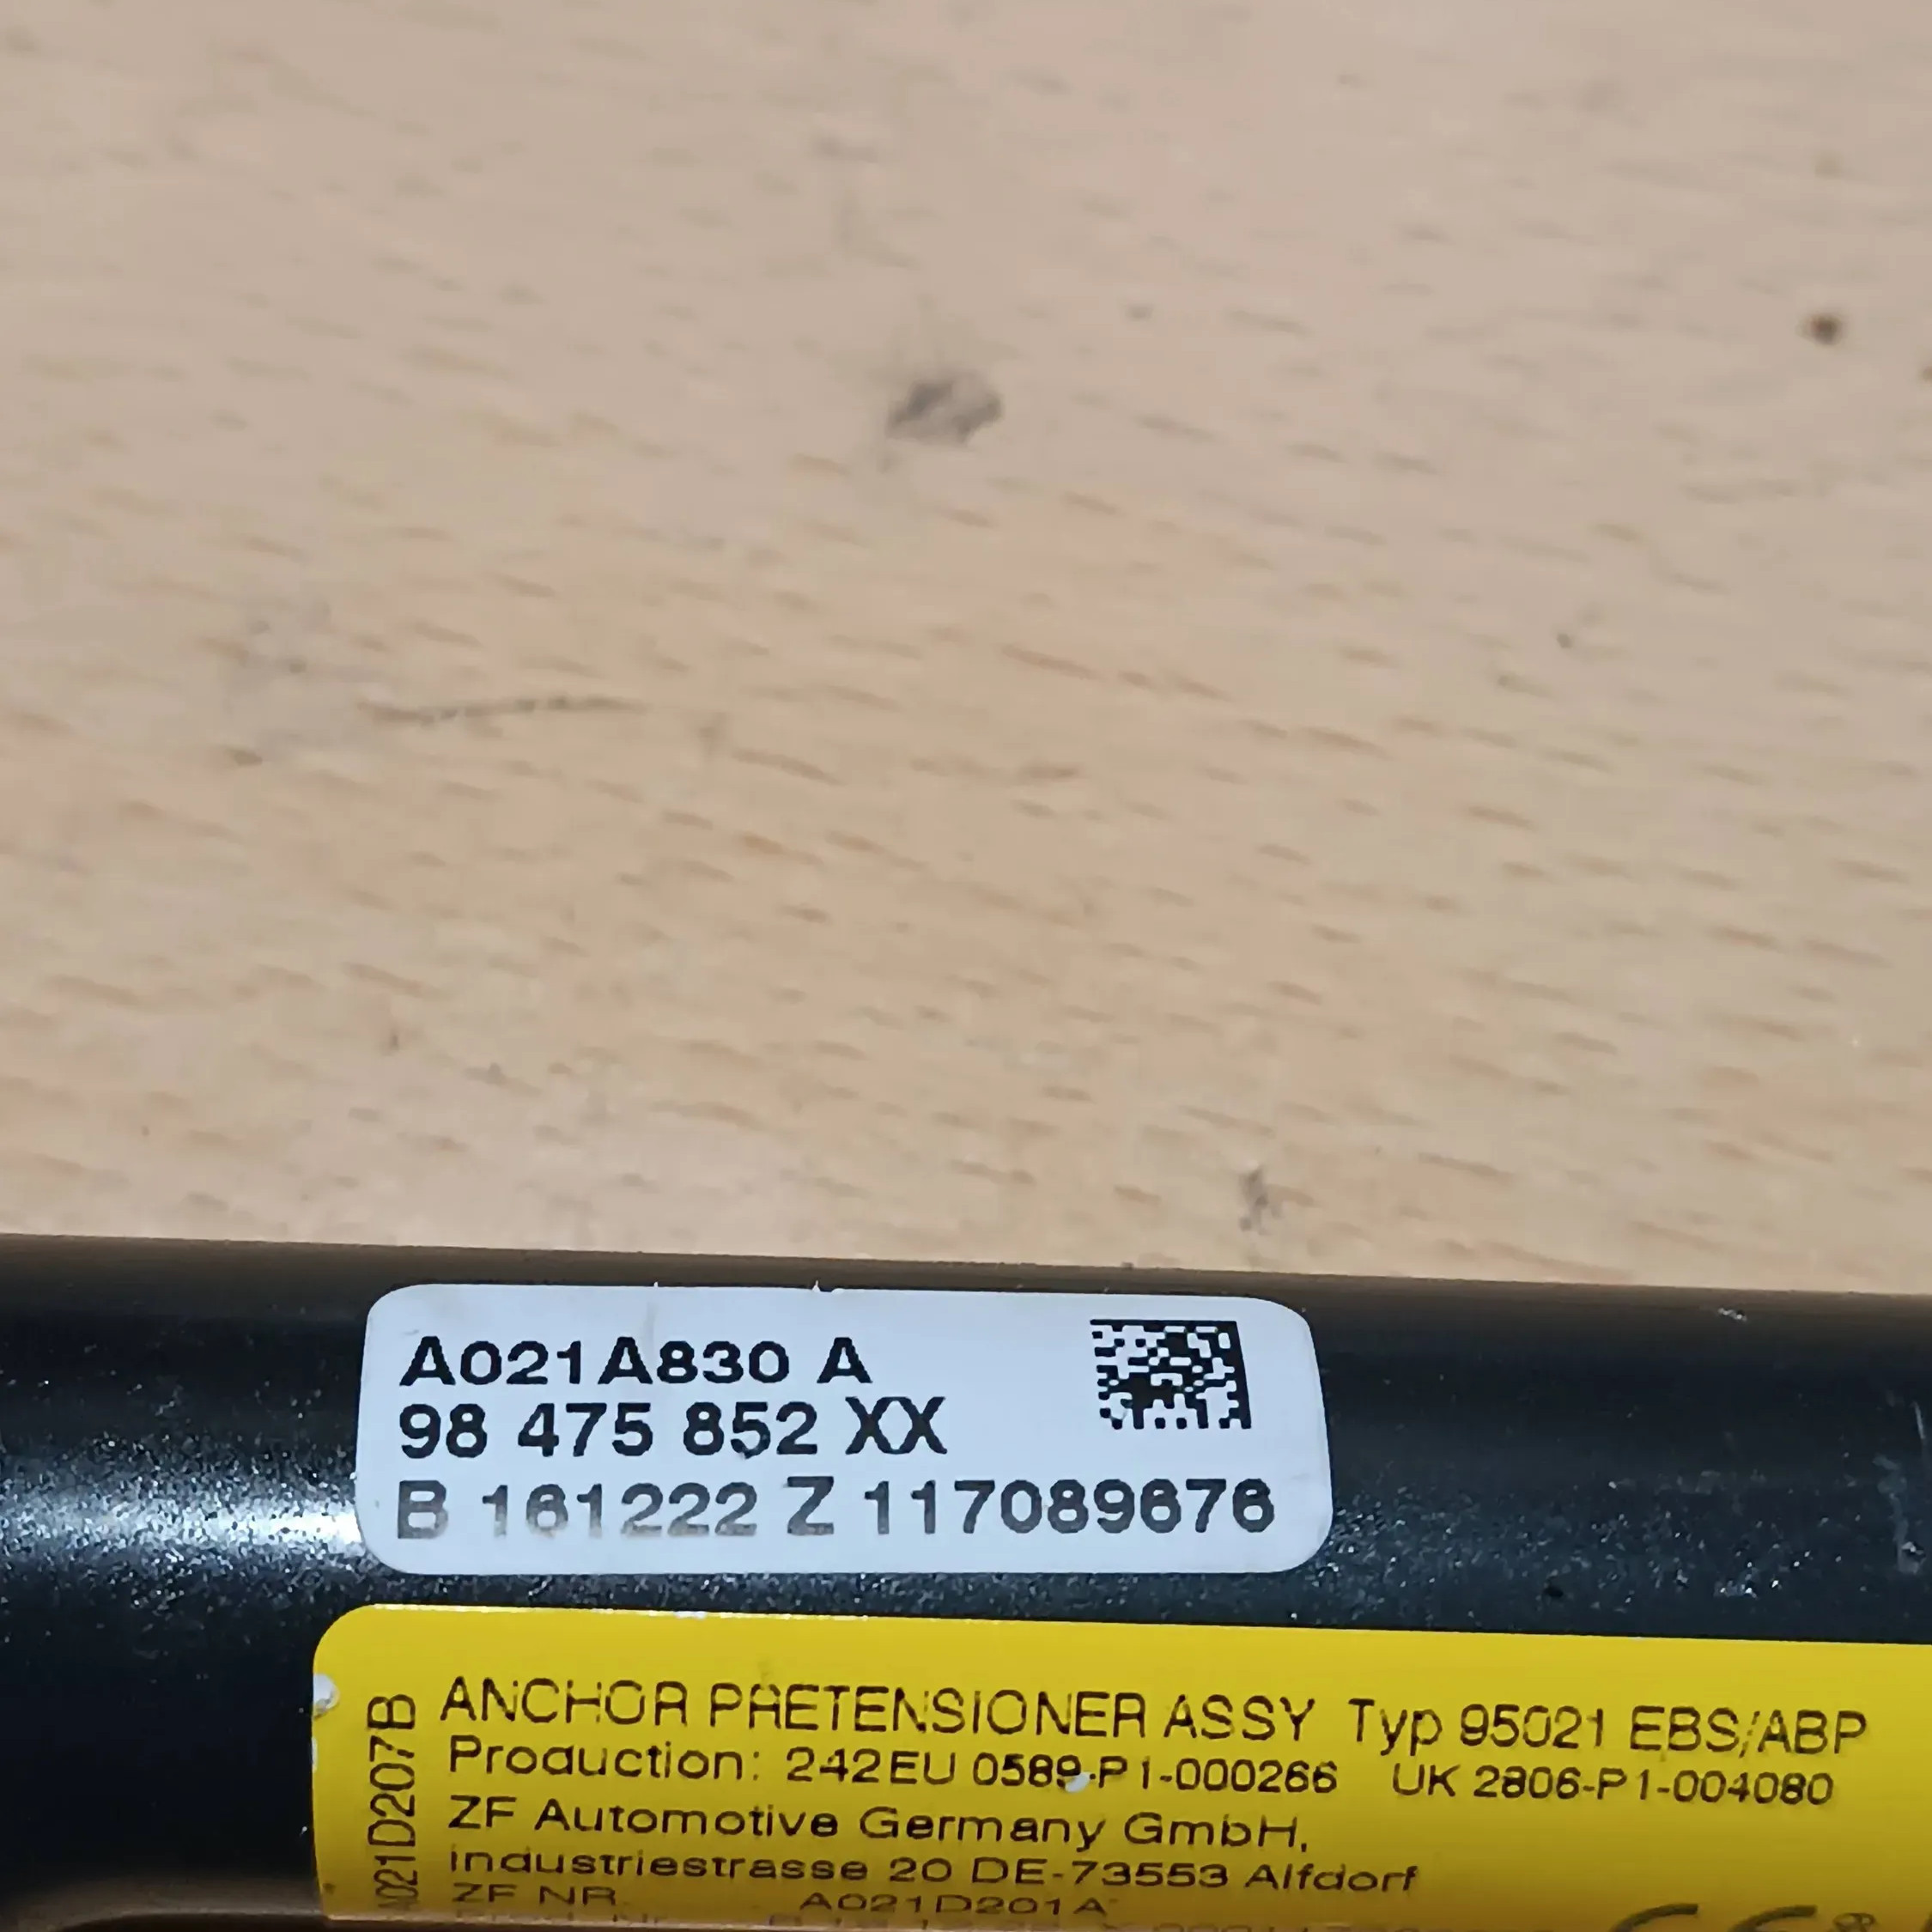 A021A830 A
98 475 852 XX
B 161222 Z 117089676
A021D207B
ANCHOR PRETENSIONER ASSY Typ 95021 EBS/ABP
Production: 242EU 0589-P1-000266 UK 2806-P1-004080
ZF Automotive Germany GmbH,
Industriestrasse 20 DE-73553 Alfdorf
ZF NR A021D201A